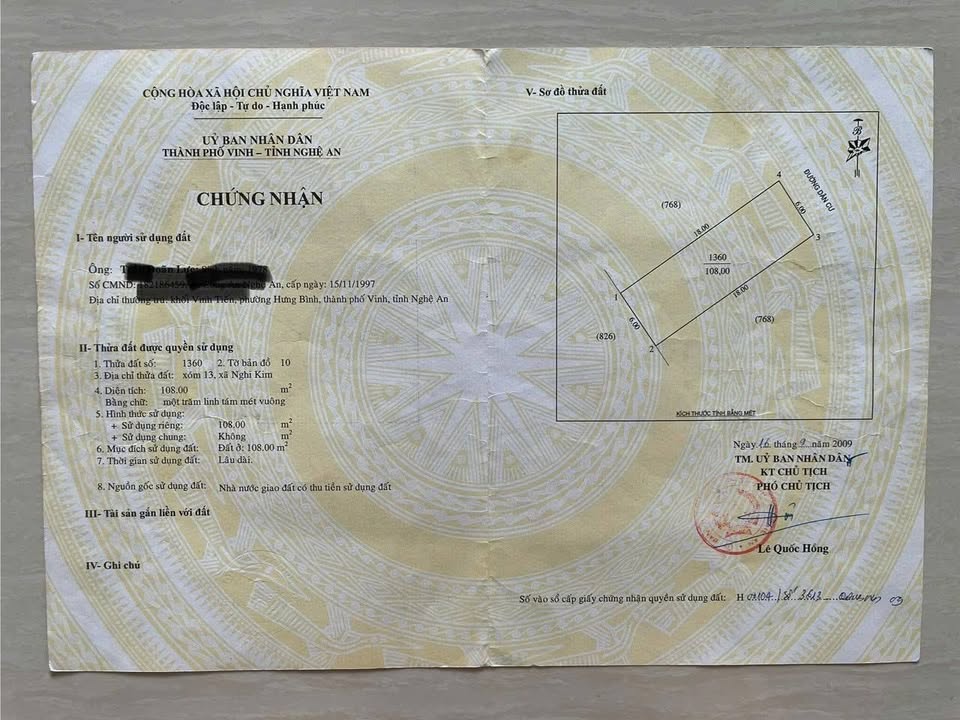 CỘNG HÒA XÃ HỘI CHỦ NGHĨA VIỆT NAM
Độc lập - Tự do - Hạnh phúc
UỶ BAN NHÂN DÂN
THÀNH PHỐ VINH – TỈNH NGHỆ AN
CHỨNG NHẬN
I- Tên người sử dụng đất
Ông:
Số CMND: An, cấp ngày: 15/11/1997
Địa chỉ thường trú: khối Vinh Tiến, phường Hưng Bình, thành phố Vinh, tỉnh Nghệ An
II- Thửa đất được quyền sử dụng
1. Thửa đất số: 1360 2. Tờ bản đồ 10
3. Địa chỉ thửa đất: xóm 13, xã Nghi Kim
4. Diện tích: 108.00 m2
Bằng chữ: một trăm linh tám mét vuông
5. Hình thức sử dụng:
+ Sử dụng riêng: 108.00 m2
+ Sử dụng chung: Không m2
6. Mục đích sử dụng đất: Đất ở: 108.00 m2
7. Thời gian sử dụng đất: Lâu dài.
8. Nguồn gốc sử dụng đất: Nhà nước giao đất có thu tiền sử dụng đất
III- Tài sản gắn liền với đất
IV- Ghi chú
V- Sơ đồ thửa đất
B
4
ĐƯỜNG DÂN CƯ
(768)
6.00
18.00
3
1360
108,00
18.00
1
6.00
(768)
(826)
2
KÍCH THƯỚC TÍNH BẰNG MÉT
Ngày 16 tháng 9 năm 2009
TM. UỶ BAN NHÂN DÂN
KT CHỦ TỊCH
PHÓ CHỦ TỊCH
Lê Quốc Hồng
Số vào sổ cấp giấy chứng nhận quyền sử dụng đất: H